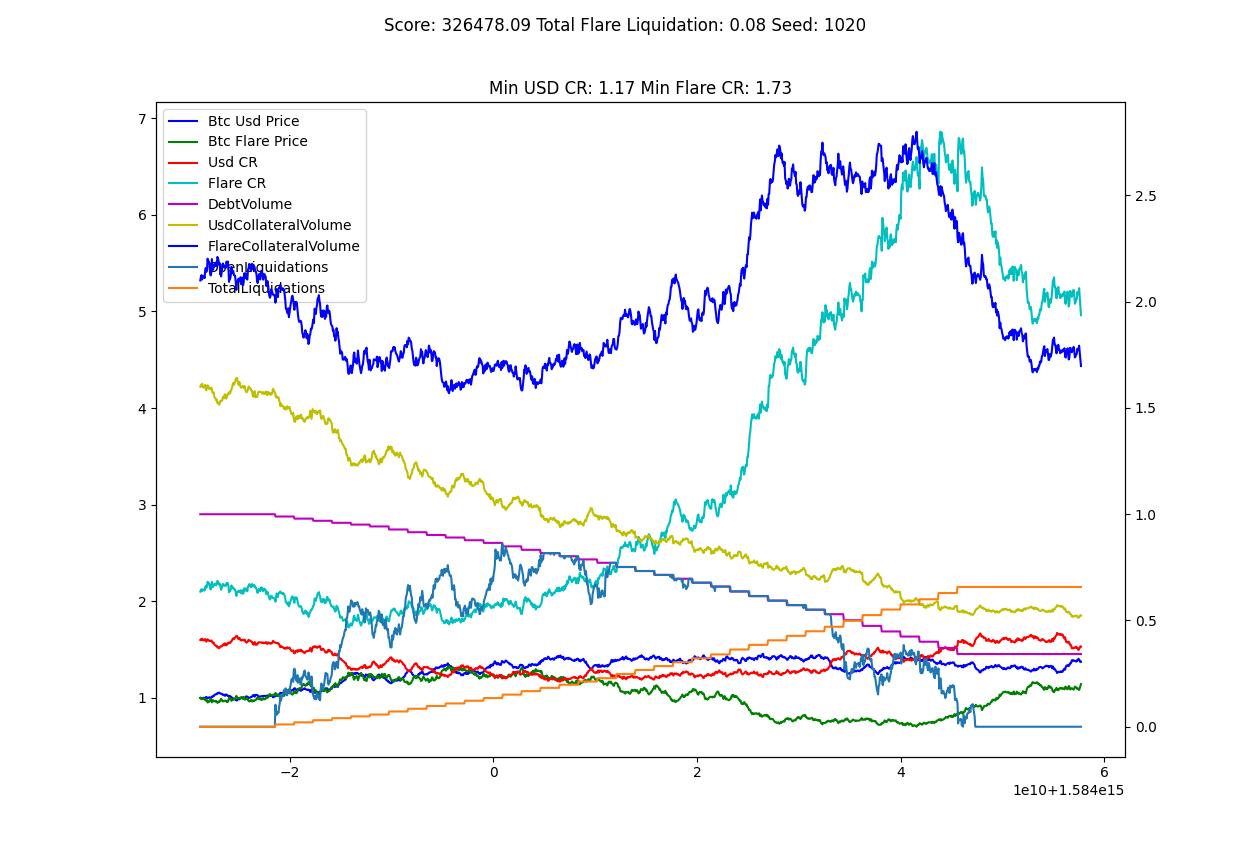 Score: 326478.09 Total Flare Liquidation: 0.08 Seed: 1020
Min USD CR: 1.17 Min Flare CR: 1.73
Btc Usd Price
Btc Flare Price
Usd CR
Flare CR
DebtVolume
UsdCollateralVolume
FlareCollateralVolume
OpenLiquidations
TotalLiquidations
7
6
5
4
3
2
1
2.5
2.0
1.5
1.0
0.5
0.0
−2 0 2 4 6
1e10+1.584e15